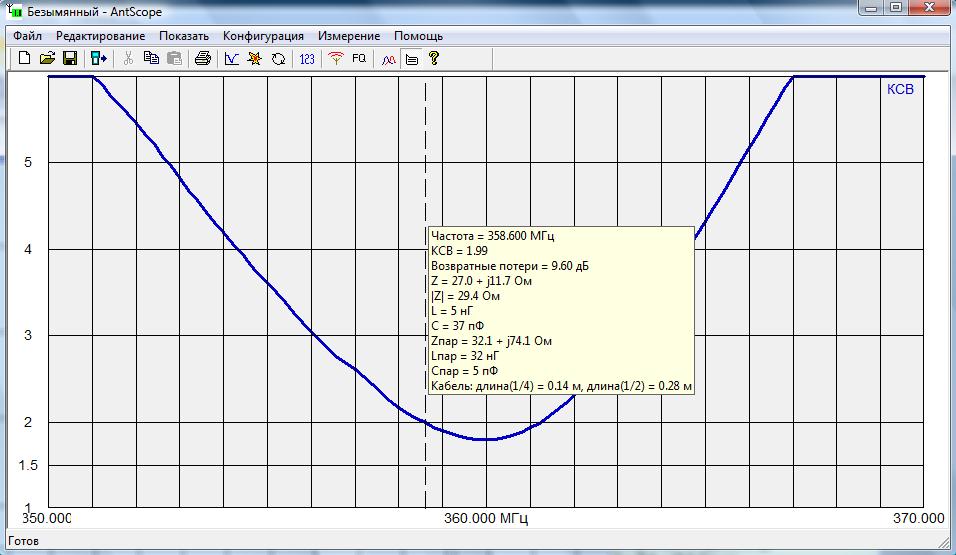 Безымянный - AntScope
Файл Редактирование Показать Конфигурация Измерение Помощь
123 FQ ?
КСВ
5
4
3
2
1.5
1
Частота = 358.600 МГц
КСВ = 1.99
Возвратные потери = 9.60 дБ
Z = 27.0 + j11.7 Ом
|Z| = 29.4 Ом
L = 5 нГ
C = 37 пФ
Zпар = 32.1 + j74.1 Ом
Lпар = 32 нГ
Cпар = 5 пФ
Кабель: длина(1/4) = 0.14 м, длина(1/2) = 0.28 м
350.000 360.000 МГц 370.000
Готов